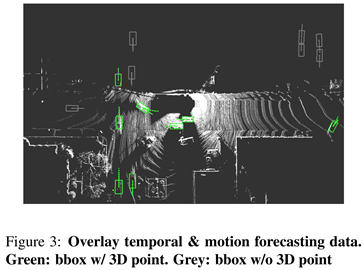 Figure 3: Overlay temporal & motion forecasting data.
Green: bbox w/ 3D point. Grey: bbox w/o 3D point